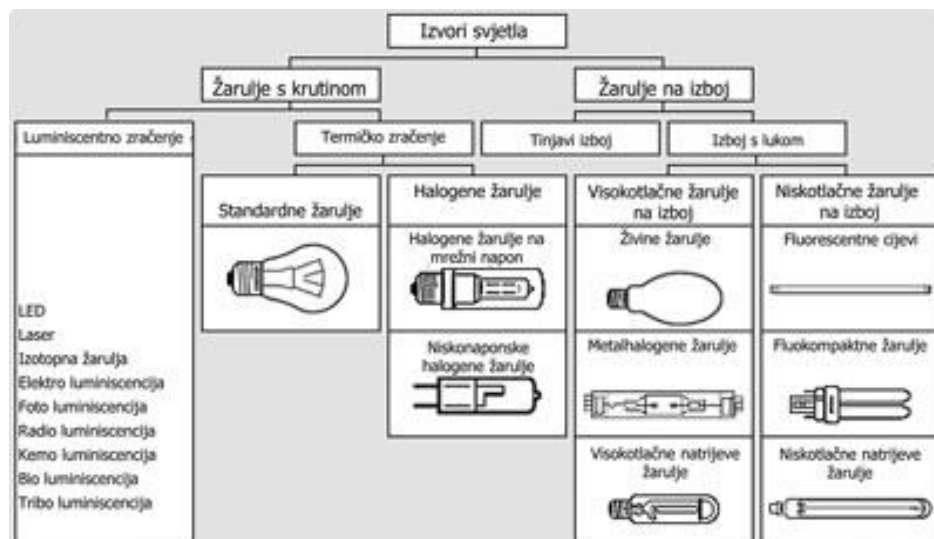 Izvori svjetla
Žarulje s krutinom
Žarulje na izboj
Luminiscentno zračenje
Termičko zračenje
Tinjavi izboj
Izboj s lukom
Standardne žarulje
Halogene žarulje
Visokotlačne žarulje
na izboj
Niskotlačne žarulje
na izboj
Halogene žarulje na
mrežni napon
Živine žarulje
Fluorescentne cijevi
LED
Laser
Izotopna žarulja
Elektro luminiscencija
Foto luminiscencija
Radio luminiscencija
Kemo luminiscencija
Bio luminiscencija
Tribo luminiscencija
Niskonaponske
halogene žarulje
Metalhalogene žarulje
Fluokompaktne žarulje
Visokotlačne natrijeve
žarulje
Niskotlačne natrijeve
žarulje